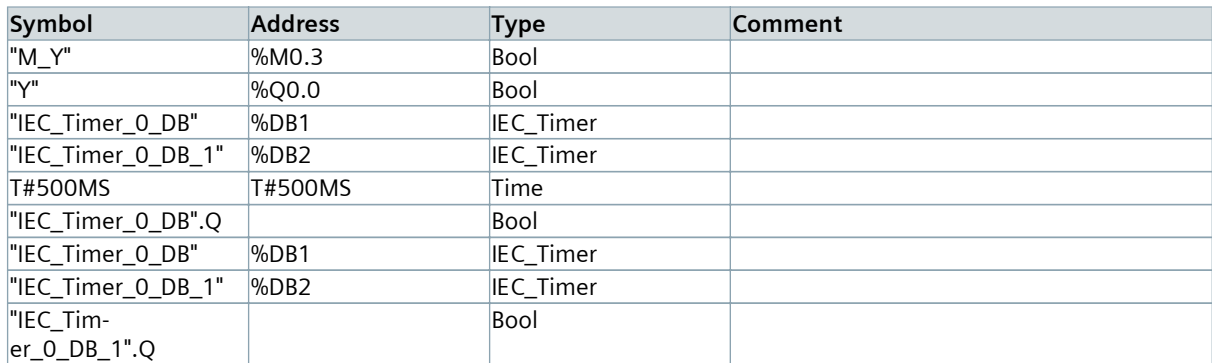 Symbol Address Type Comment
"M_Y" %M0.3 Bool
"Y" %Q0.0 Bool
"IEC_Timer_0_DB" %DB1 IEC_Timer
"IEC_Timer_0_DB_1" %DB2 IEC_Timer
T#500MS T#500MS Time
"IEC_Timer_0_DB".Q Bool
"IEC_Timer_0_DB" %DB1 IEC_Timer
"IEC_Timer_0_DB_1" %DB2 IEC_Timer
"IEC_Tim- Bool
er_0_DB_1".Q